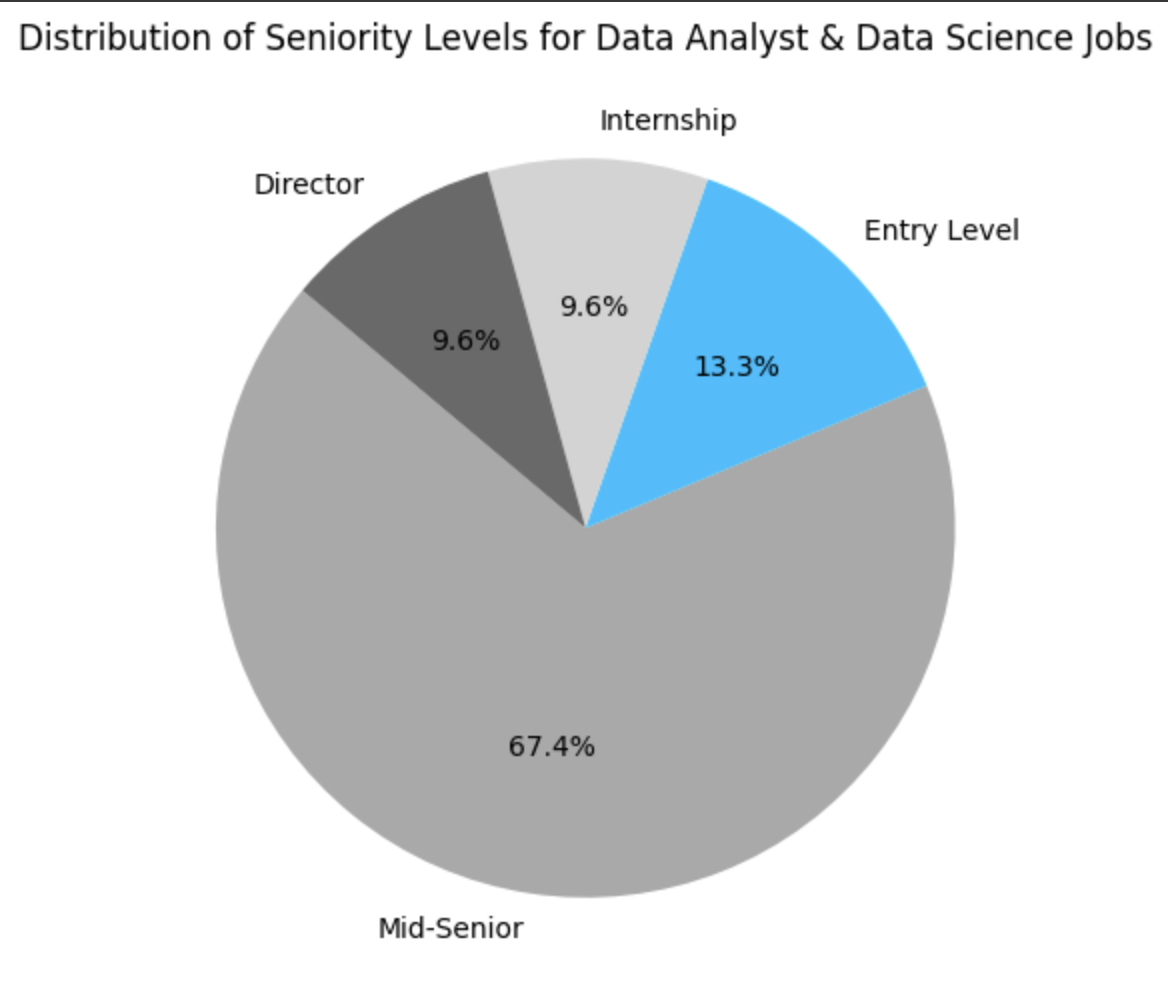 Distribution of Seniority Levels for Data Analyst & Data Science Jobs
Internship
Director
Entry Level
9.6%
9.6%
13.3%
67.4%
Mid-Senior